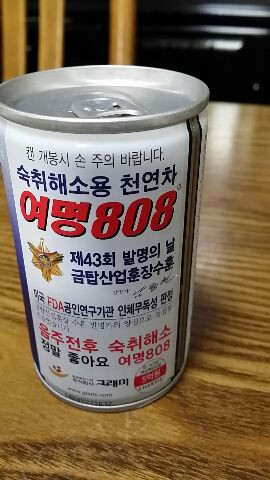 캔 개봉시 손 주의 바랍니다.
숙취해소용 천연차
여명808
제43회 발명의 날
금탑산업훈장수훈
미국 FDA공인연구기관 인체무독성 판정
음주전후 숙취해소
정말 좋아요 여명808
그래미
www.glami.com